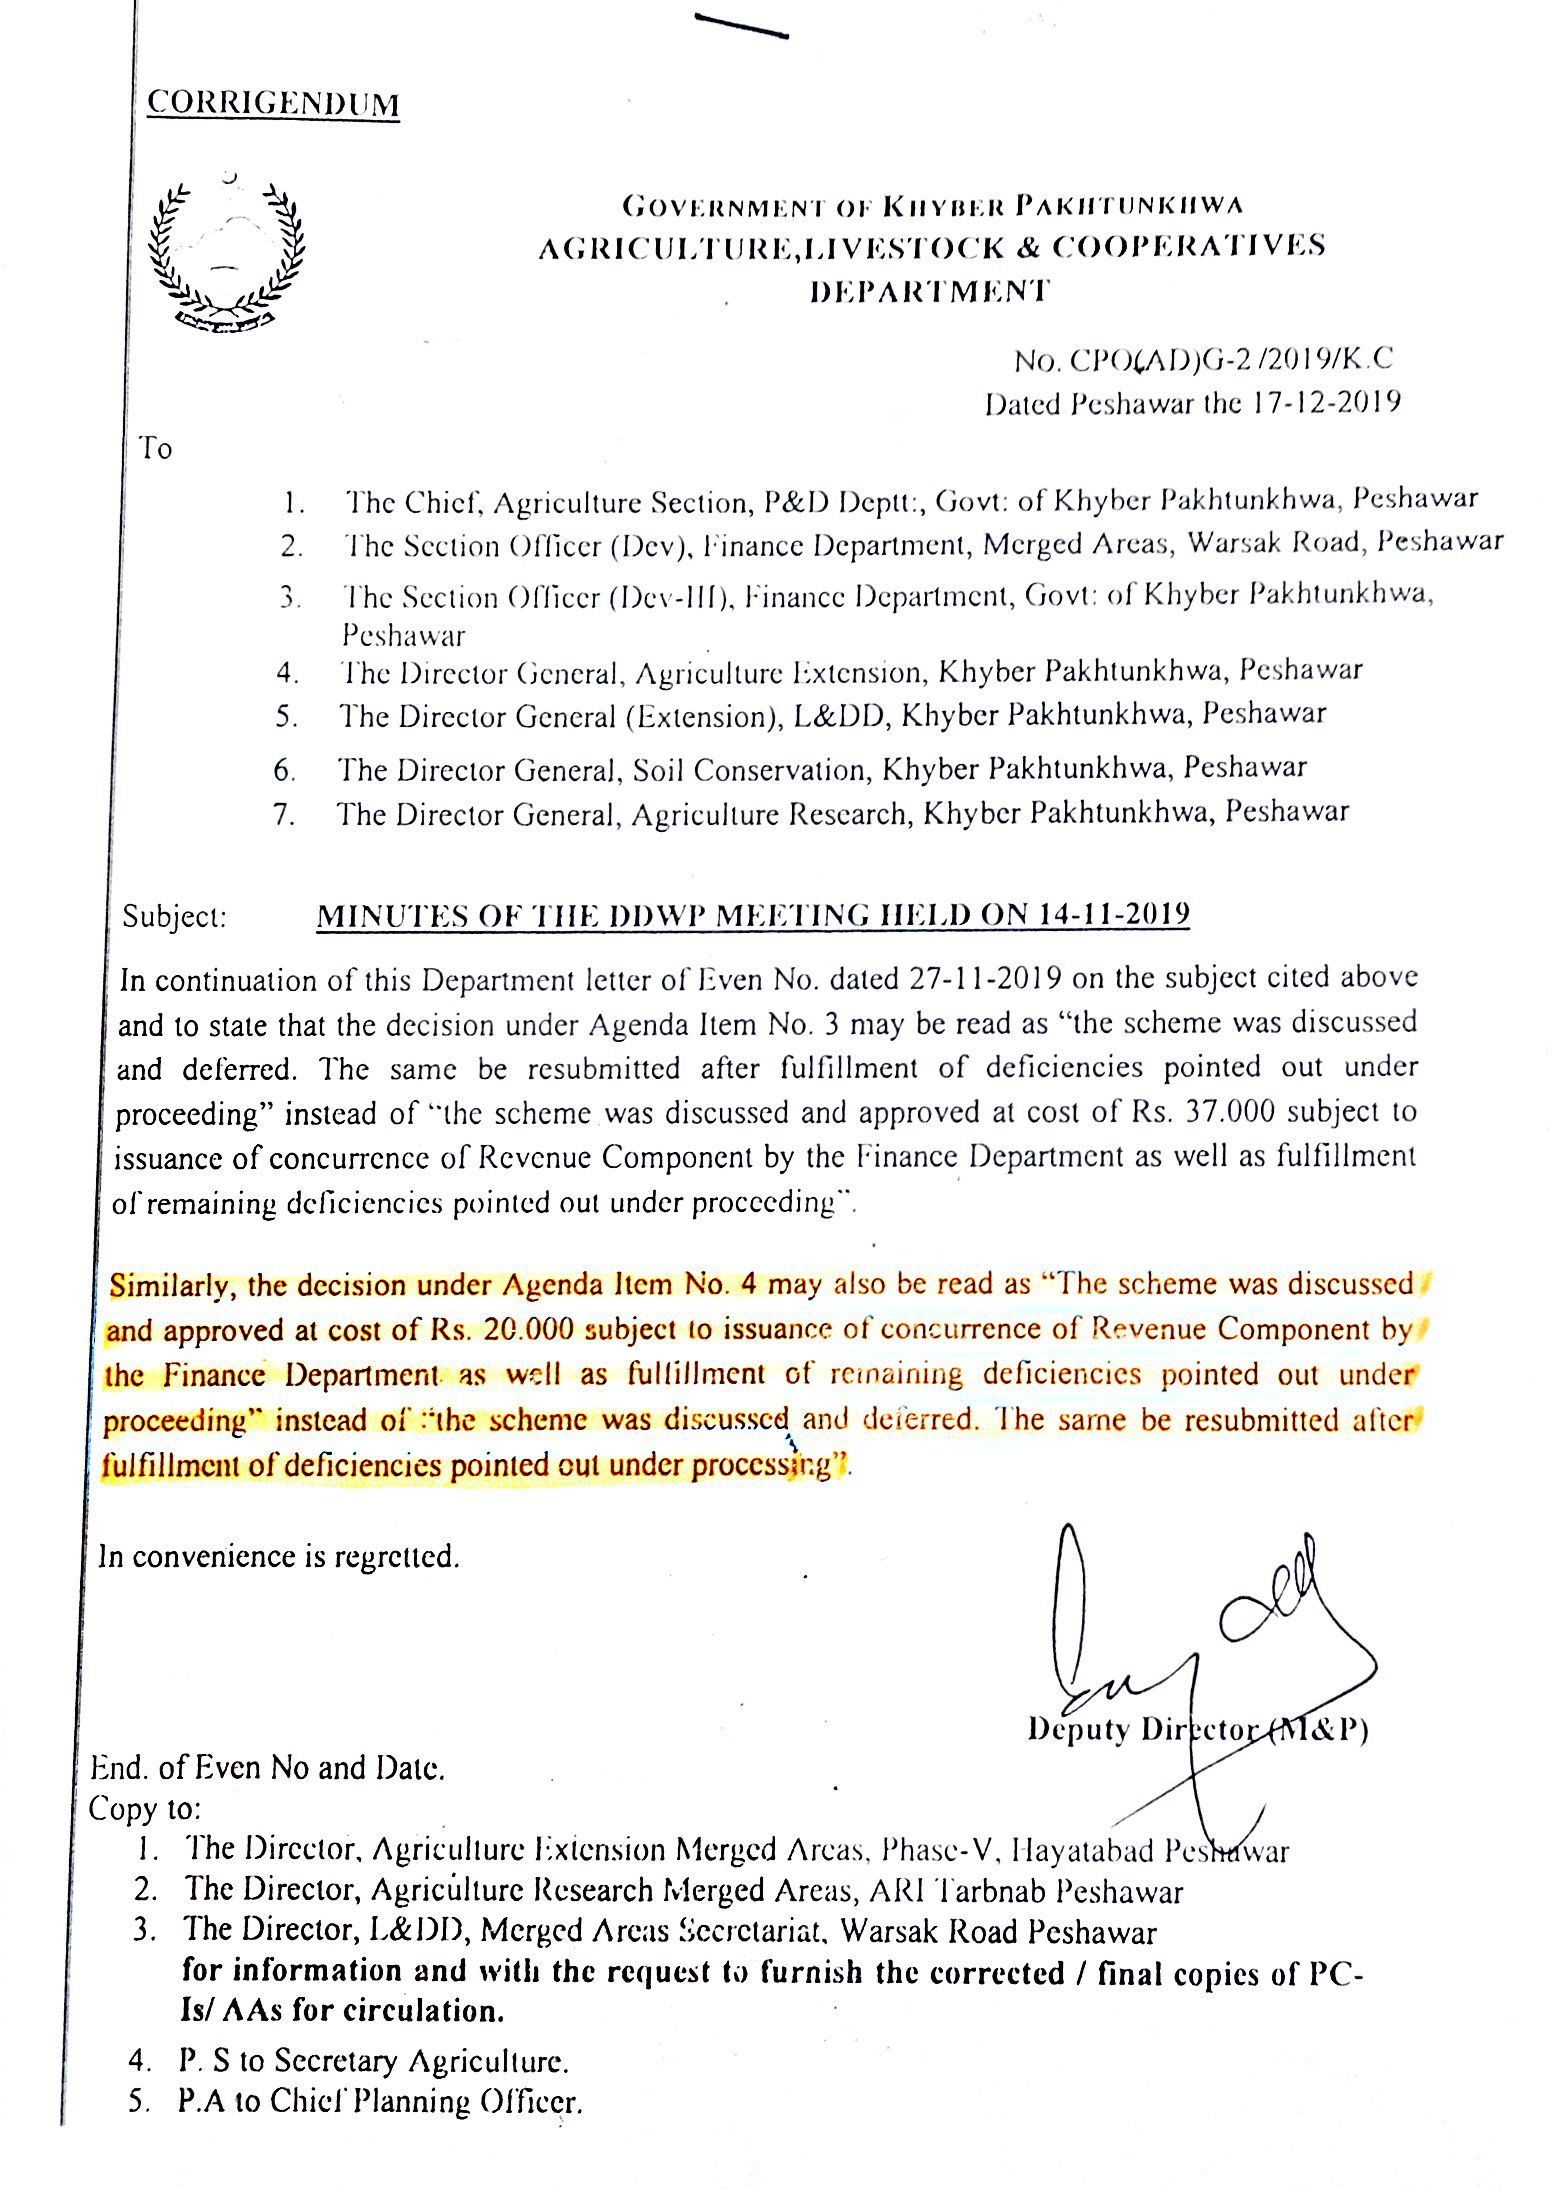 CORRIGENDUM
GOVERNMENT OF KHYBER PAKHTUNKHWA
AGRICULTURE,LIVESTOCK & COOPERATIVES
DEPARTMENT
No. CPO(AD)G-2 /2019/K.C
Dated Peshawar the 17-12-2019
To
1. The Chief, Agriculture Section, P&D Deptt:, Govt: of Khyber Pakhtunkhwa, Peshawar
2. The Section Officer (Dev), Finance Department, Merged Areas, Warsak Road, Peshawar
3. The Section Officer (Dev-III), Finance Department, Govt: of Khyber Pakhtunkhwa,
Peshawar
4. The Director General, Agriculture Extension, Khyber Pakhtunkhwa, Peshawar
5. The Director General (Extension), L&DD, Khyber Pakhtunkhwa, Peshawar
6. The Director General, Soil Conservation, Khyber Pakhtunkhwa, Peshawar
7. The Director General, Agriculture Research, Khyber Pakhtunkhwa, Peshawar
Subject: MINUTES OF THE DDWP MEETING HELD ON 14-11-2019
In continuation of this Department letter of Even No. dated 27-11-2019 on the subject cited above
and to state that the decision under Agenda Item No. 3 may be read as “the scheme was discussed
and deferred. The same be resubmitted after fulfillment of deficiencies pointed out under
proceeding” instead of “the scheme was discussed and approved at cost of Rs. 37.000 subject to
issuance of concurrence of Revenue Component by the Finance Department as well as fulfillment
of remaining deficiencies pointed out under proceeding”.
Similarly, the decision under Agenda Item No. 4 may also be read as “The scheme was discussed
and approved at cost of Rs. 20.000 subject to issuance of concurrence of Revenue Component by
the Finance Department as well as fulfillment of remaining deficiencies pointed out under
proceeding” instead of “the scheme was discussed and deferred. The same be resubmitted after
fulfillment of deficiencies pointed out under processing”.
In convenience is regretted.
Deputy Director (M&P)
End. of Even No and Date.
Copy to:
1. The Director, Agriculture Extension Merged Areas, Phase-V, Hayatabad Peshawar
2. The Director, Agriculture Research Merged Areas, ARI Tarbnab Peshawar
3. The Director, L&DD, Merged Areas Secretariat, Warsak Road Peshawar
for information and with the request to furnish the corrected / final copies of PC-
Is/ AAs for circulation.
4. P. S to Secretary Agriculture.
5. P.A to Chief Planning Officer.